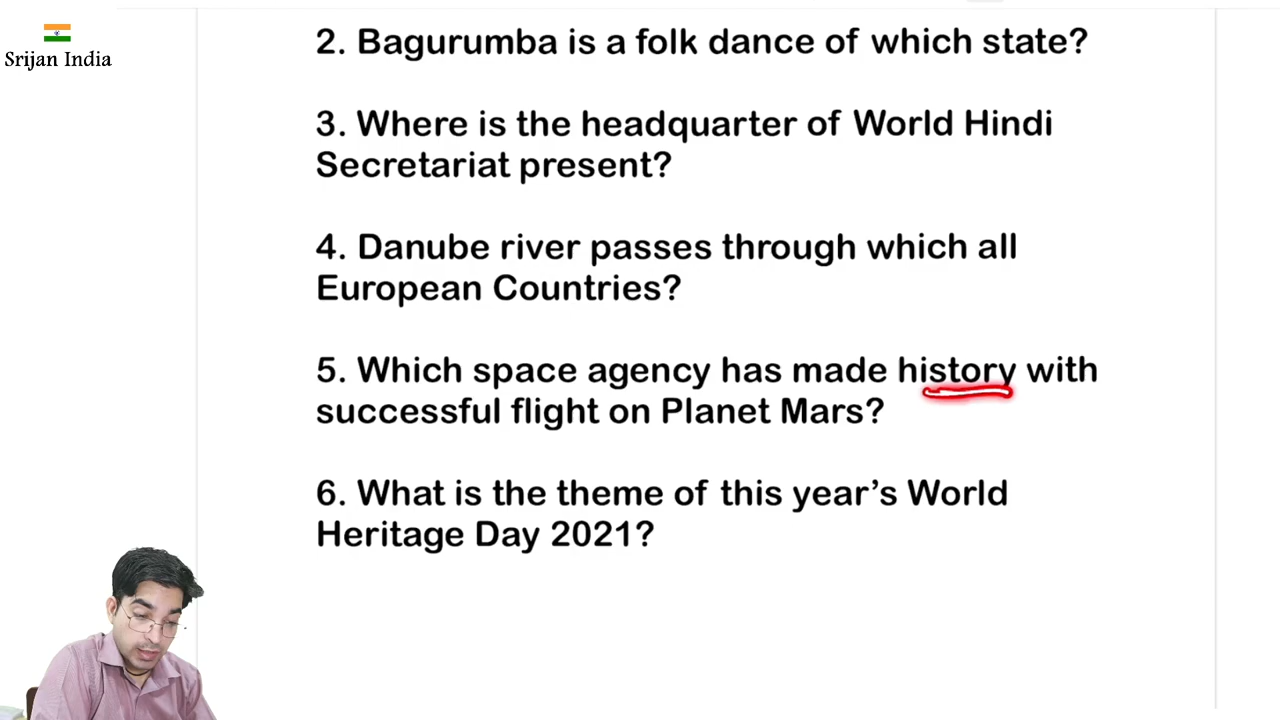 Srijan India
2. Bagurumba is a folk dance of which state?
3. Where is the headquarter of World Hindi
Secretariat present?
4. Danube river passes through which all
European Countries?
5. Which space agency has made history with
successful flight on Planet Mars?
6. What is the theme of this year’s World
Heritage Day 2021?